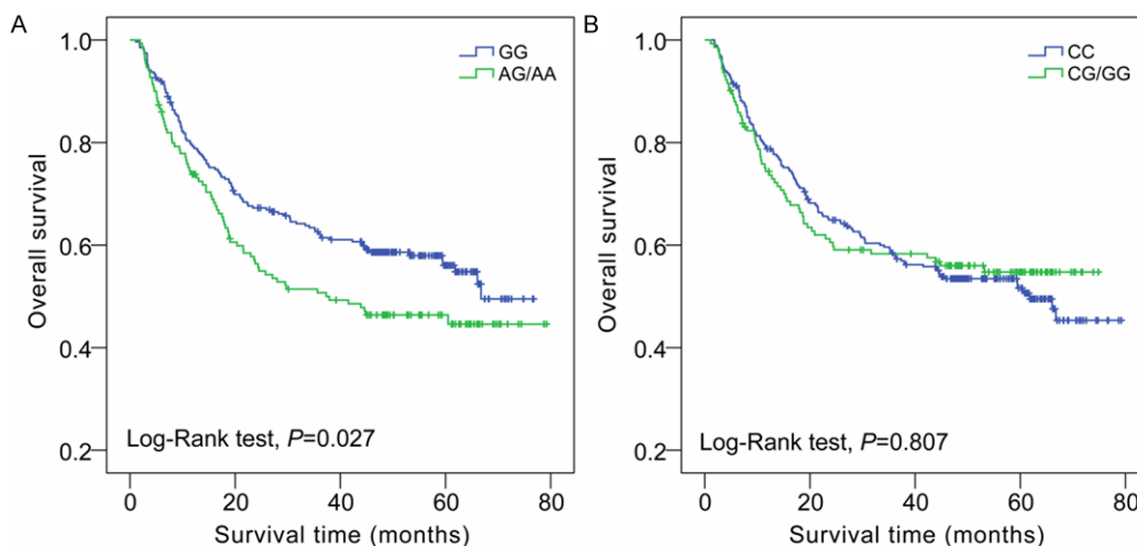 A
Overall survival
1.0
0.8
0.6
0.4
0.2
GG
AG/AA
Log-Rank test, P=0.027
0 20 40 60 80
Survival time (months)
B
Overall survival
1.0
0.8
0.6
0.4
0.2
CC
CG/GG
Log-Rank test, P=0.807
0 20 40 60 80
Survival time (months)